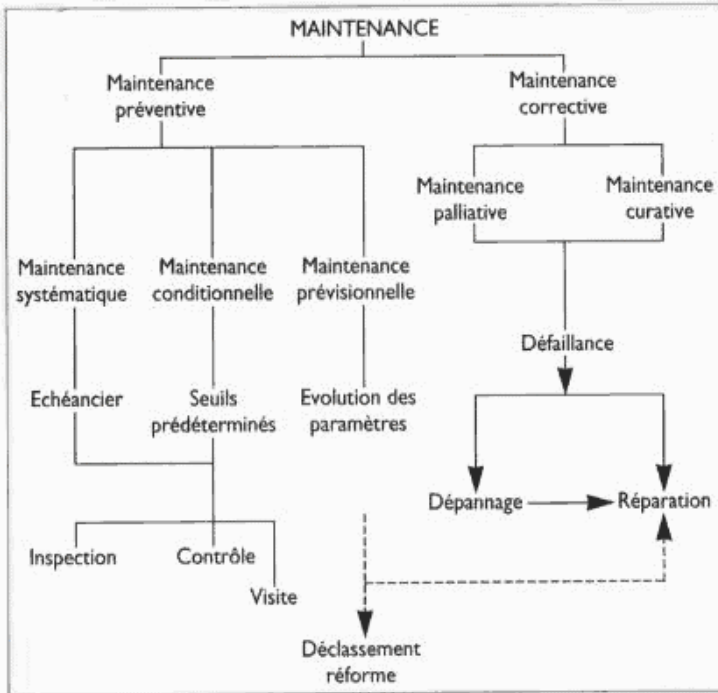 MAINTENANCE
Maintenance
préventive
Maintenance
corrective
Maintenance
palliative
Maintenance
curative
Maintenance
systématique
Maintenance
conditionnelle
Maintenance
prévisionnelle
Défaillance
Echéancier
Seuils
prédéterminés
Evolution des
paramètres
Dépannage
Réparation
Inspection
Contrôle
Visite
Déclassement
réforme